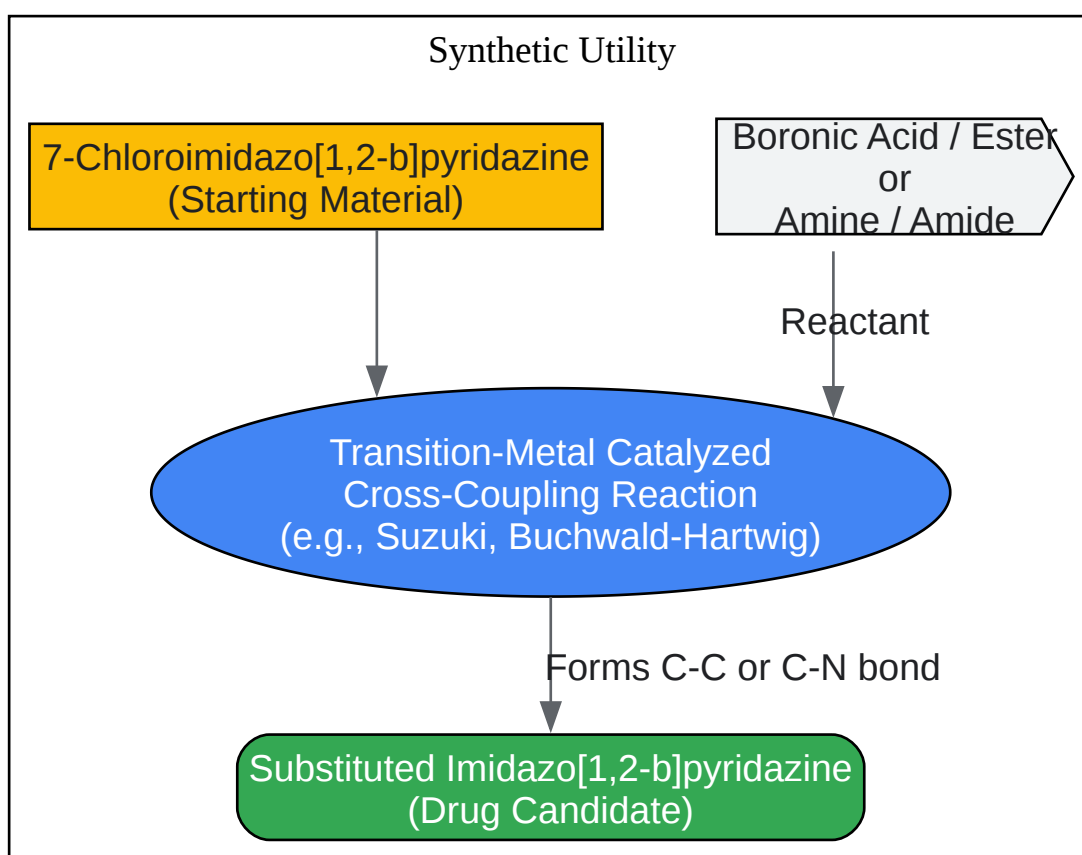 Synthetic Utility
7-Chloroimidazo[1,2-b]pyridazine
(Starting Material)
Boronic Acid / Ester
or
Amine / Amide
Reactant
Transition-Metal Catalyzed
Cross-Coupling Reaction
(e.g., Suzuki, Buchwald-Hartwig)
Forms C-C or C-N bond
Substituted Imidazo[1,2-b]pyridazine
(Drug Candidate)